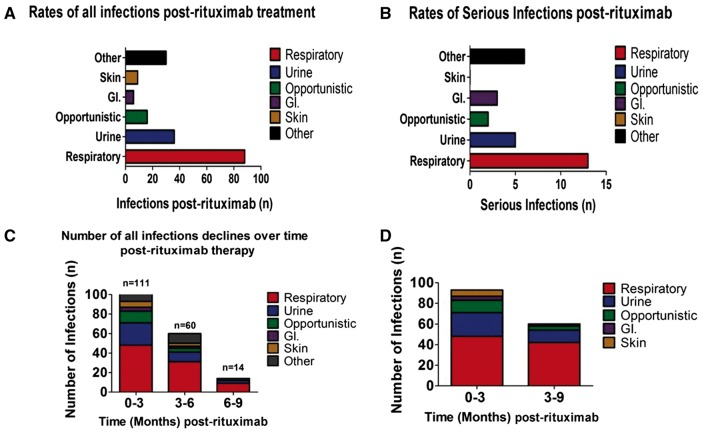 A
Rates of all infections post-rituximab treatment
Other
Skin
GI.
Opportunistic
Urine
Respiratory
0 20 40 60 80 100
Infections post-rituximab (n)
Respiratory
Urine
Opportunistic
GI.
Skin
Other
B
Rates of Serious Infections post-rituximab
Other
Skin
GI.
Opportunistic
Urine
Respiratory
0 5 10 15
Serious Infections (n)
Respiratory
Urine
Opportunistic
GI.
Skin
Other
C
Number of all infections declines over time
post-rituximab therapy
Number of Infections (n)
100
80
60
40
20
0
n=111
n=60
n=14
0-3 3-6 6-9
Time (Months) post-rituximab
Respiratory
Urine
Opportunistic
GI.
Skin
Other
D
Number of Infections (n)
100
80
60
40
20
0
0-3 3-9
Time (Months) post-rituximab
Respiratory
Urine
Opportunistic
GI.
Skin